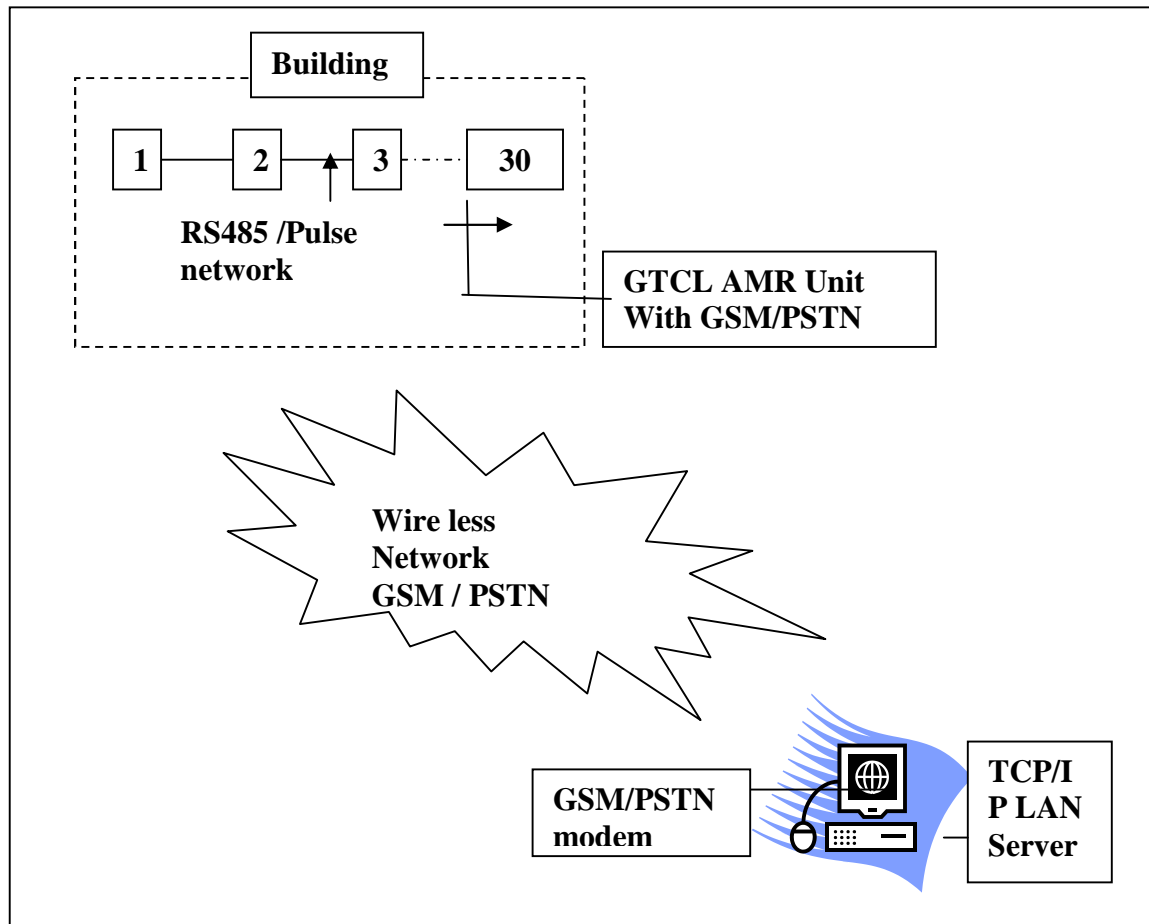 Building
1
2
3
30
RS485 /Pulse
network
GTCL AMR Unit
With GSM/PSTN
Wire less
Network
GSM / PSTN
GSM/PSTN
modem
TCP/I
P LAN
Server